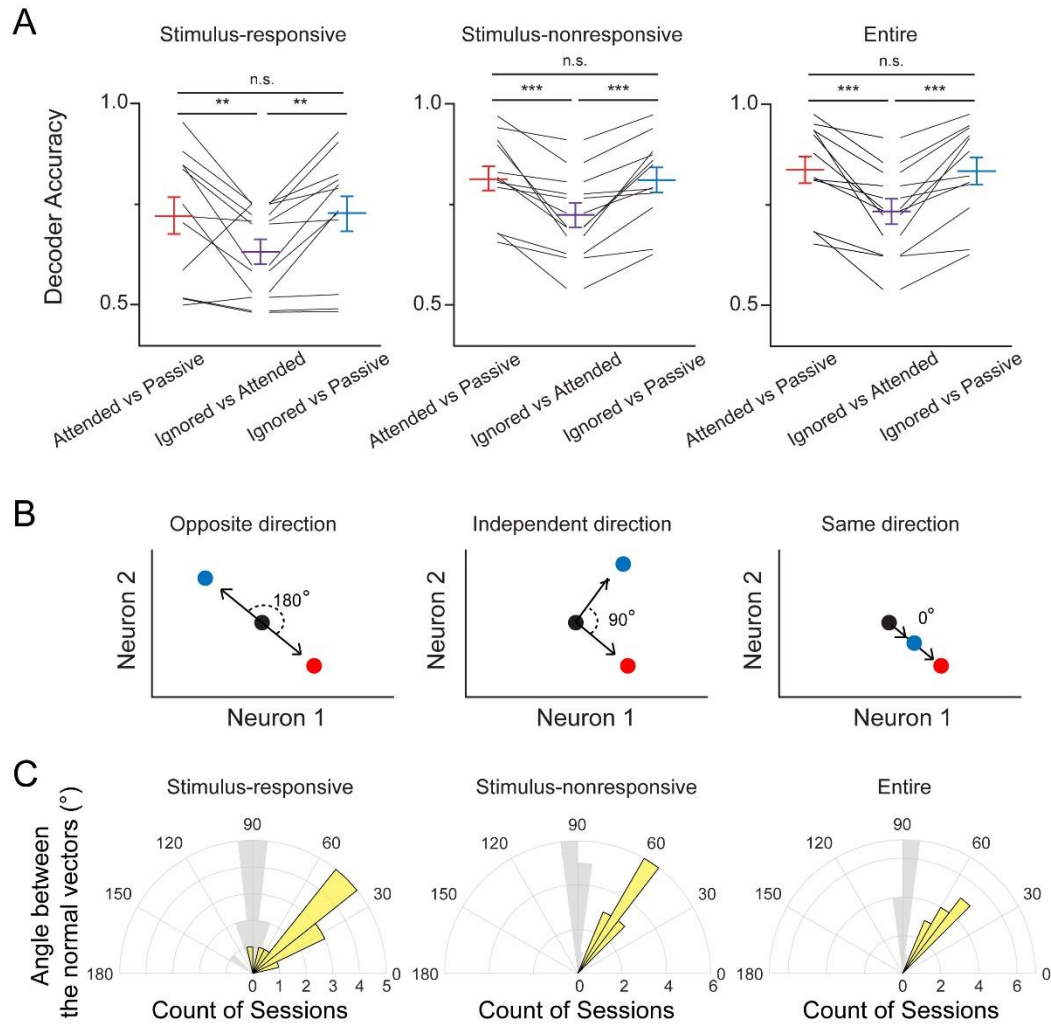 A
Stimulus-responsive
Stimulus-nonresponsive
Entire
n.s.
n.s.
n.s.
** **
*** ***
*** ***
Decoder Accuracy
1.0
0.5
1.0
0.5
1.0
0.5
Attended vs Passive
Ignored vs Attended
Ignored vs Passive
Attended vs Passive
Ignored vs Attended
Ignored vs Passive
Attended vs Passive
Ignored vs Attended
Ignored vs Passive
B
Opposite direction
Independent direction
Same direction
Neuron 2
180°
Neuron 1
Neuron 2
90°
Neuron 1
Neuron 2
0°
Neuron 1
C
Angle between
the normal vectors (°)
Stimulus-responsive
Stimulus-nonresponsive
Entire
90
120 60
150 30
180 0
0 1 2 3 4 5
Count of Sessions
90
120 60
150 30
180 0
0 2 4 6
Count of Sessions
90
120 60
150 30
180 0
0 2 4 6
Count of Sessions